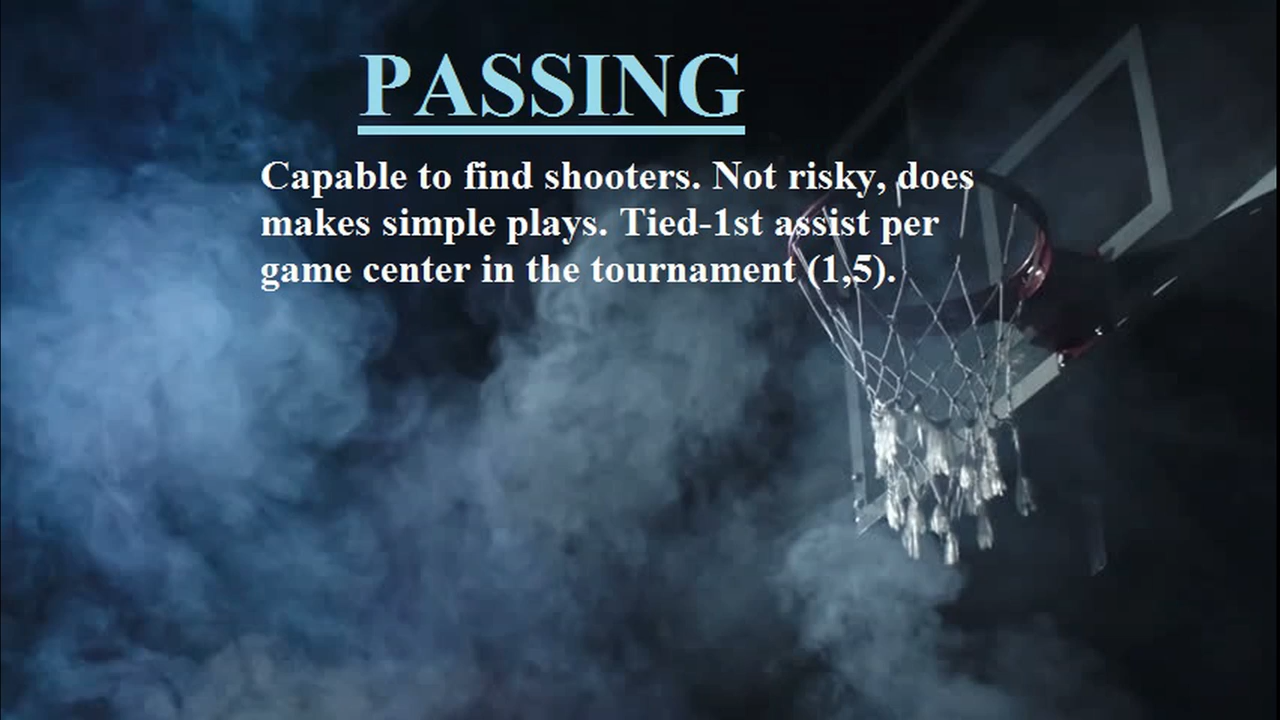 PASSING
Capable to find shooters. Not risky, does
makes simple plays. Tied-1st assist per
game center in the tournament (1,5).